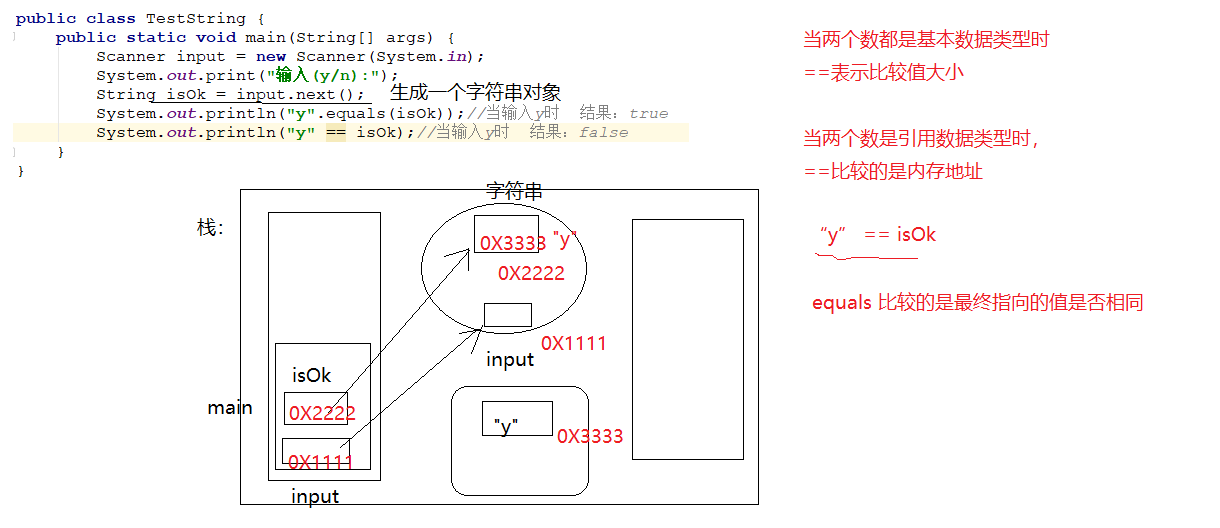 public class TestString {
public static void main(String[] args) {
Scanner input = new Scanner(System.in);
System.out.print("输入(y/n):");
String isOk = input.next(); 生成一个字符串对象
System.out.println("y".equals(isOk));//当输入y时 结果：true
System.out.println("y" == isOk);//当输入y时 结果：false
}
}
当两个数都是基本数据类型时
==表示比较值大小
当两个数是引用数据类型时，
==比较的是内存地址
“y” == isOk
equals 比较的是最终指向的值是否相同
字符串
栈：
0X3333 "y"
0X2222
0X1111
input
isOk
main
0X2222
0X1111
input
"y"
0X3333